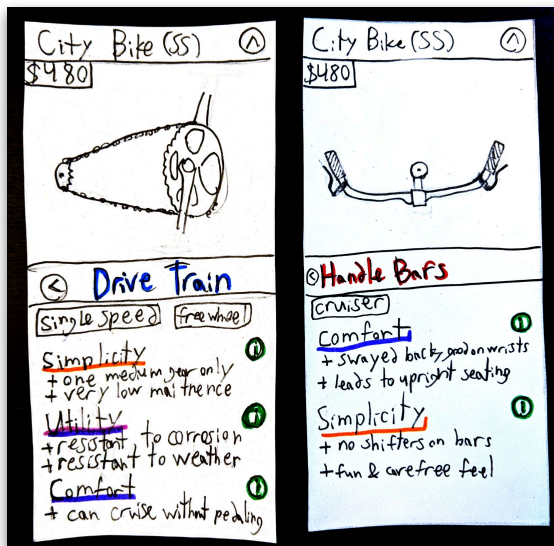 City Bike (SS)
$480
Drive Train
single speed
freewheel
Simplicity
+ one medium gear only
+ very low maithence
Utility
+ resistant to corrosion
+ resistant to weather
Comfort
+ can cruise without pedaling
City Bike (SS)
$480
Handle Bars
cruiser
Comfort
+ swayed back, good on wrists
+ leads to upright seating
Simplicity
+ no shifters on bars
+ fun & carefree feel